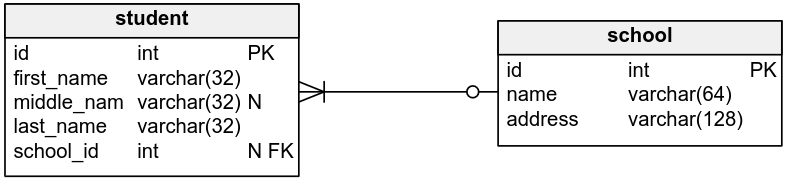 student
id int PK
first_name varchar(32)
middle_nam varchar(32) N
last_name varchar(32)
school_id int N FK
school
id int PK
name varchar(64)
address varchar(128)